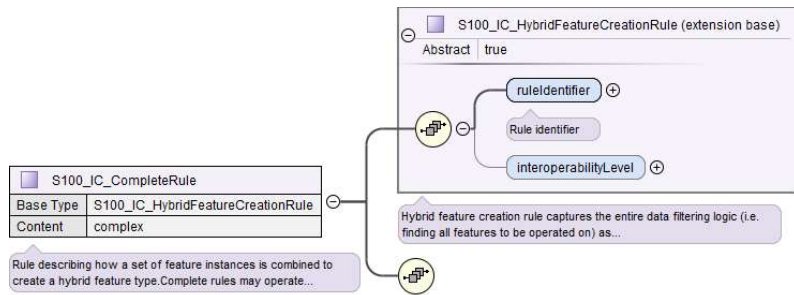 S100_IC_HybridFeatureCreationRule (extension base)
Abstract true
ruleIdentifier
Rule identifier
interoperabilityLevel
Hybrid feature creation rule captures the entire data filtering logic (i.e.
finding all features to be operated on) as...
S100_IC_CompleteRule
Base Type S100_IC_HybridFeatureCreationRule
Content complex
Rule describing how a set of feature instances is combined to
create a hybrid feature type.Complete rules may operate...